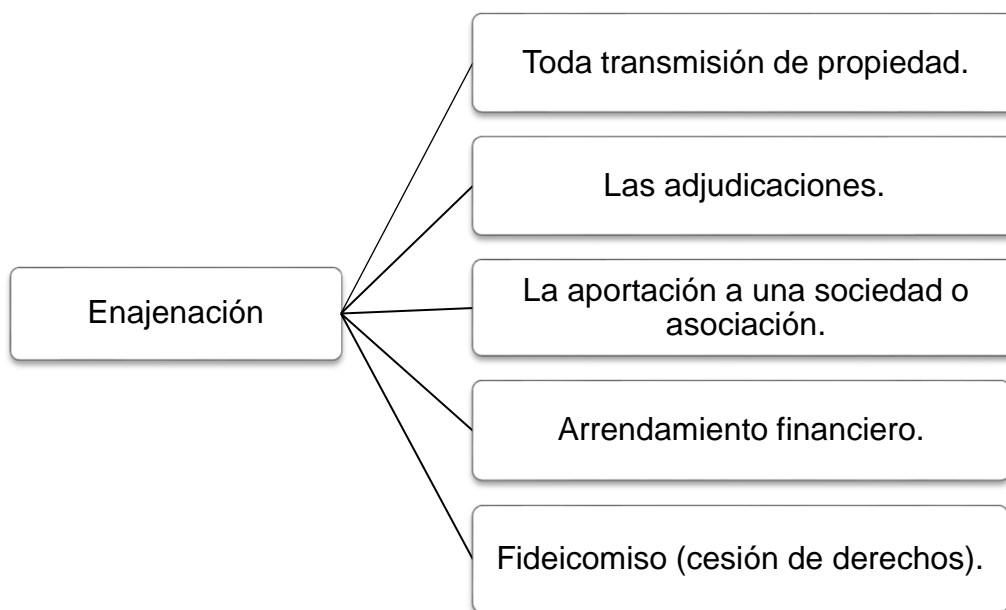 Toda transmisión de propiedad.
Las adjudicaciones.
Enajenación
La aportación a una sociedad o
asociación.
Arrendamiento financiero.
Fideicomiso (cesión de derechos).